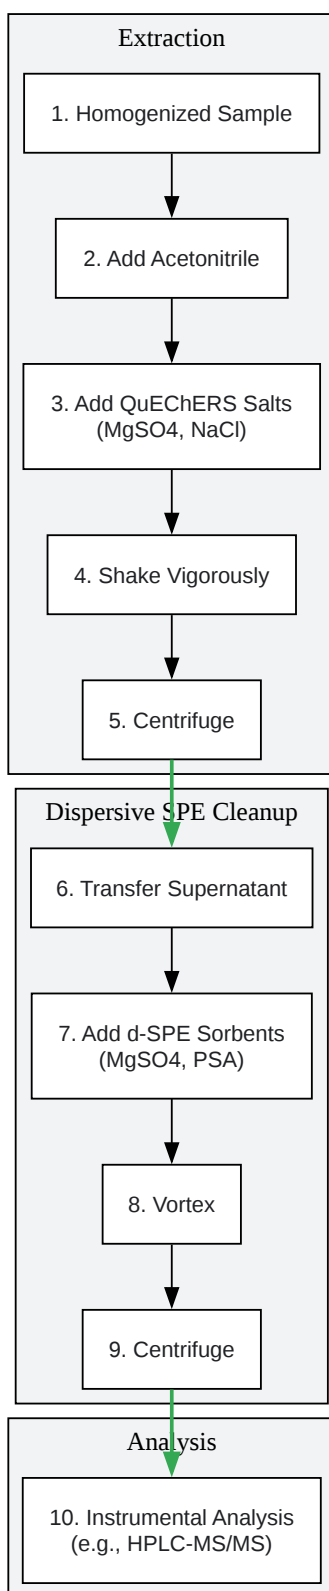 Extraction
1. Homogenized Sample
2. Add Acetonitrile
3. Add QuEChERS Salts
(MgSO4, NaCl)
4. Shake Vigorously
5. Centrifuge
Dispersive SPE Cleanup
6. Transfer Supernatant
7. Add d-SPE Sorbents
(MgSO4, PSA)
8. Vortex
9. Centrifuge
Analysis
10. Instrumental Analysis
(e.g., HPLC-MS/MS)